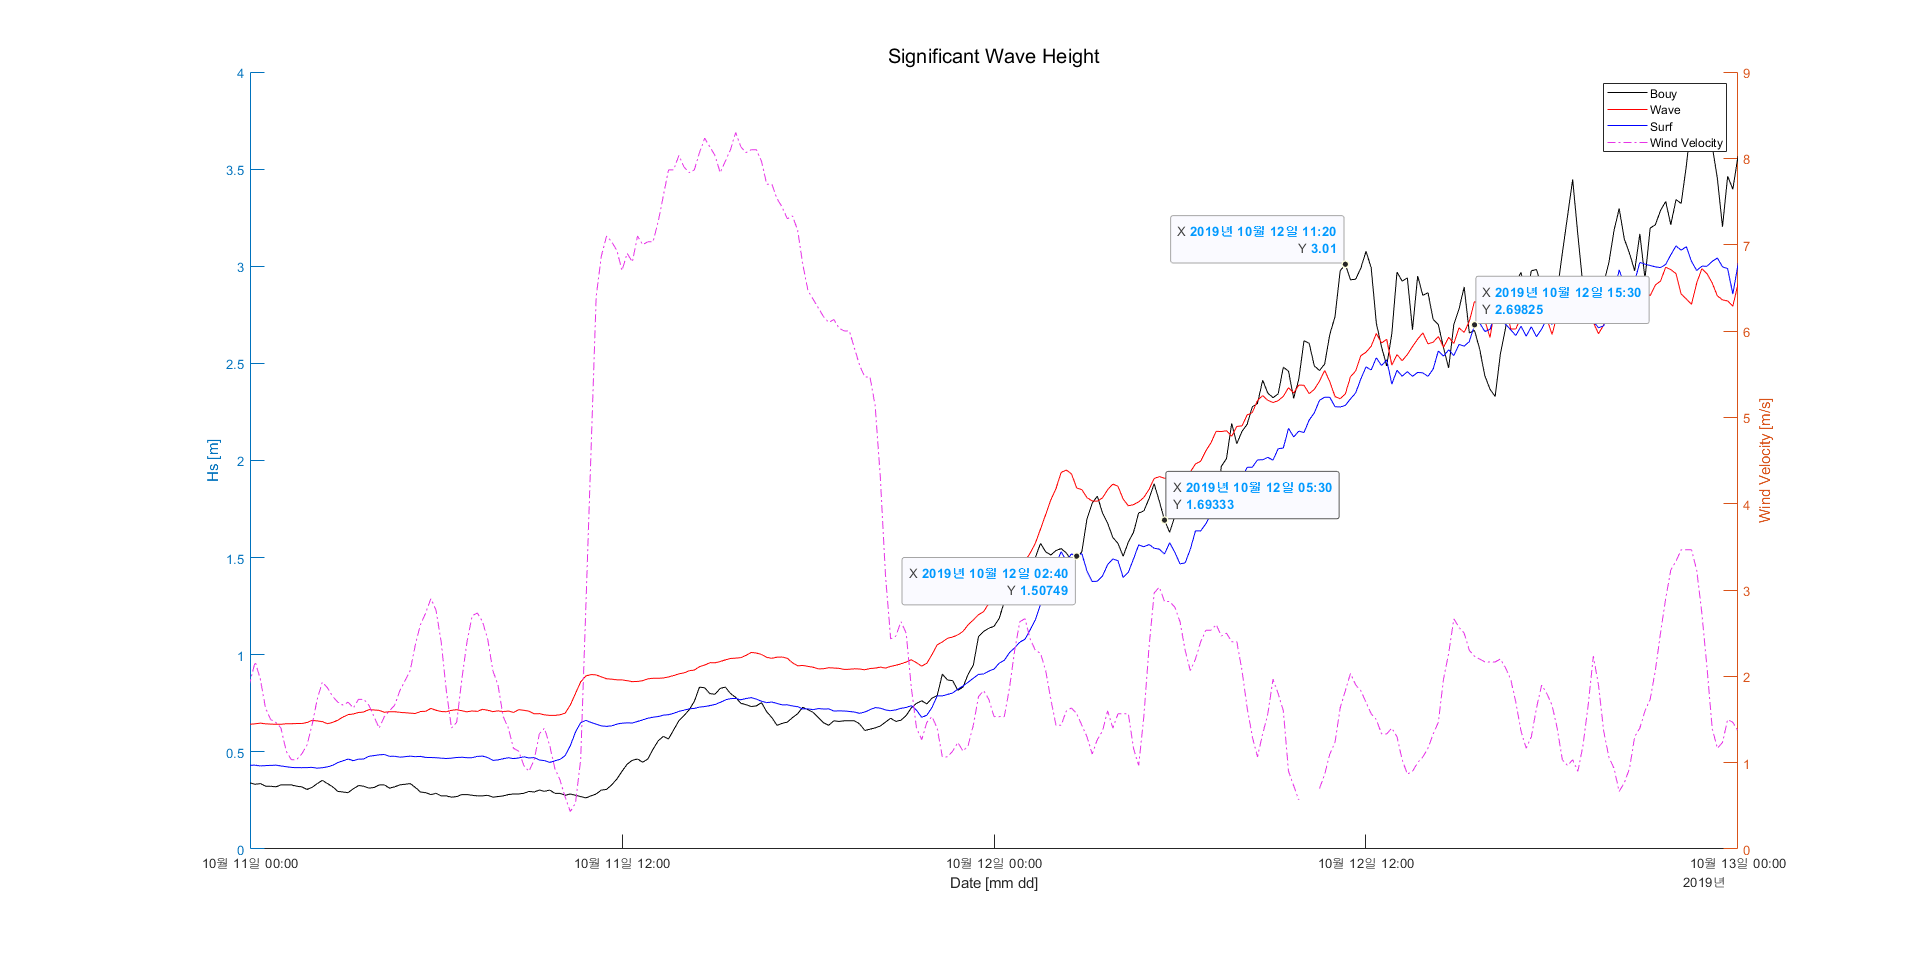 Significant Wave Height
4
3.5
3
2.5
2
1.5
1
0.5
0
Hs [m]
9
8
7
6
5
4
3
2
1
0
Wind Velocity [m/s]
Bouy
Wave
Surf
Wind Velocity
X 2019년 10월 12일 11:20
Y 3.01
X 2019년 10월 12일 15:30
Y 2.69825
X 2019년 10월 12일 05:30
Y 1.69333
X 2019년 10월 12일 02:40
Y 1.50749
10월 11일 00:00
10월 11일 12:00
10월 12일 00:00
10월 12일 12:00
10월 13일 00:00
Date [mm dd]
2019년